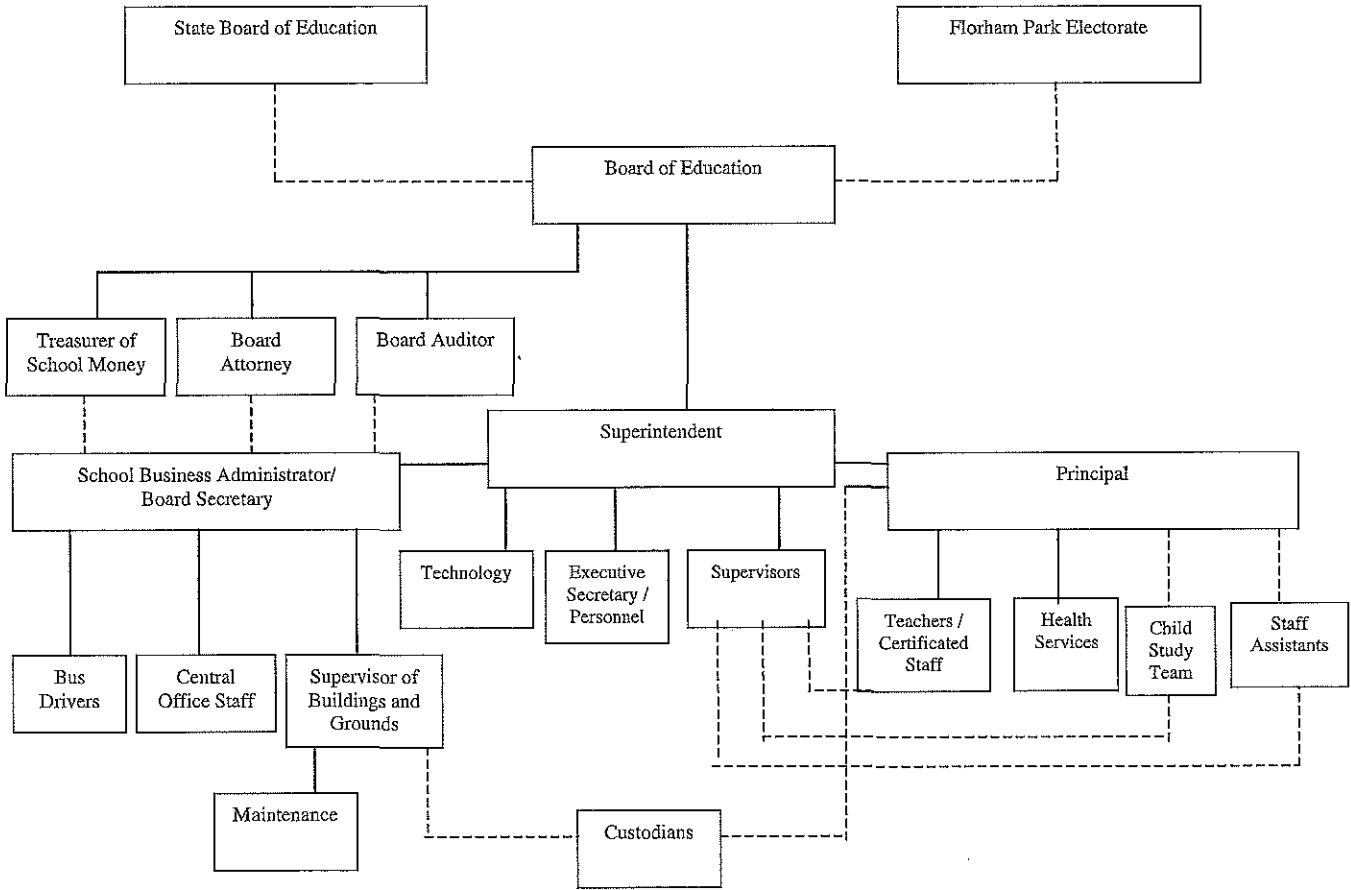 State Board of Education
Florham Park Electorate
Board of Education
Treasurer of
School Money
Board
Attorney
Board Auditor
Superintendent
School Business Administrator/
Board Secretary
Principal
Technology
Executive
Secretary /
Personnel
Supervisors
Teachers /
Certificated
Staff
Health
Services
Child
Study
Team
Staff
Assistants
Bus
Drivers
Central
Office Staff
Supervisor of
Buildings and
Grounds
Maintenance
Custodians